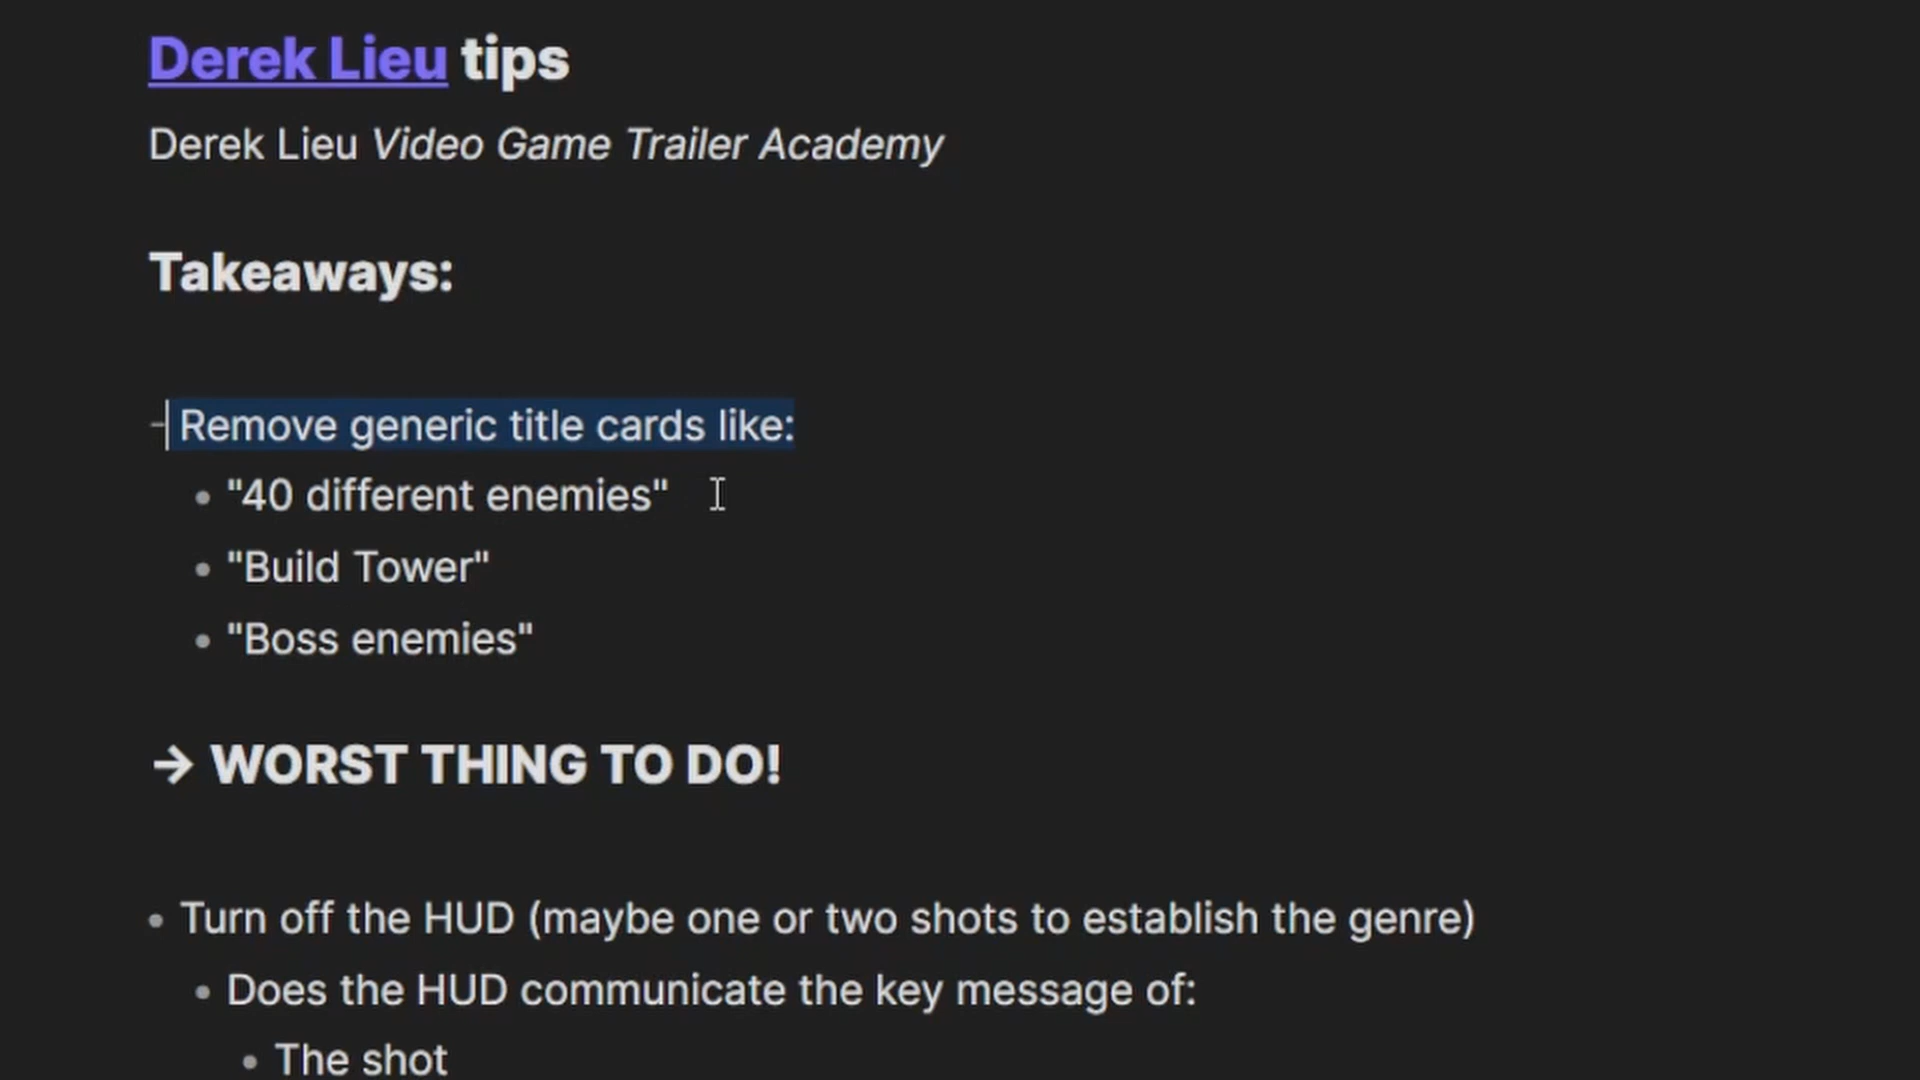 Derek Lieu tips
Derek Lieu Video Game Trailer Academy
Takeaways:
- Remove generic title cards like:
• "40 different enemies"
• "Build Tower"
• "Boss enemies"
→ WORST THING TO DO!
• Turn off the HUD (maybe one or two shots to establish the genre)
• Does the HUD communicate the key message of:
• The shot